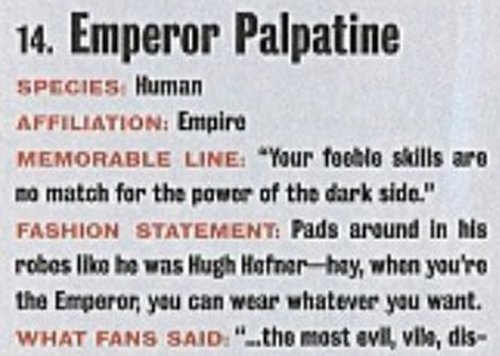 14. Emperor Palpatine
SPECIES: Human
AFFILIATION: Empire
MEMORABLE LINE: "Your feeble skills are
no match for the power of the dark side."
FASHION STATEMENT: Pads around in his
robes like he was Hugh Hefner—hey, when you're
the Emperor, you can wear whatever you want.
WHAT FANS SAID: "...the most evil, vile, dis-